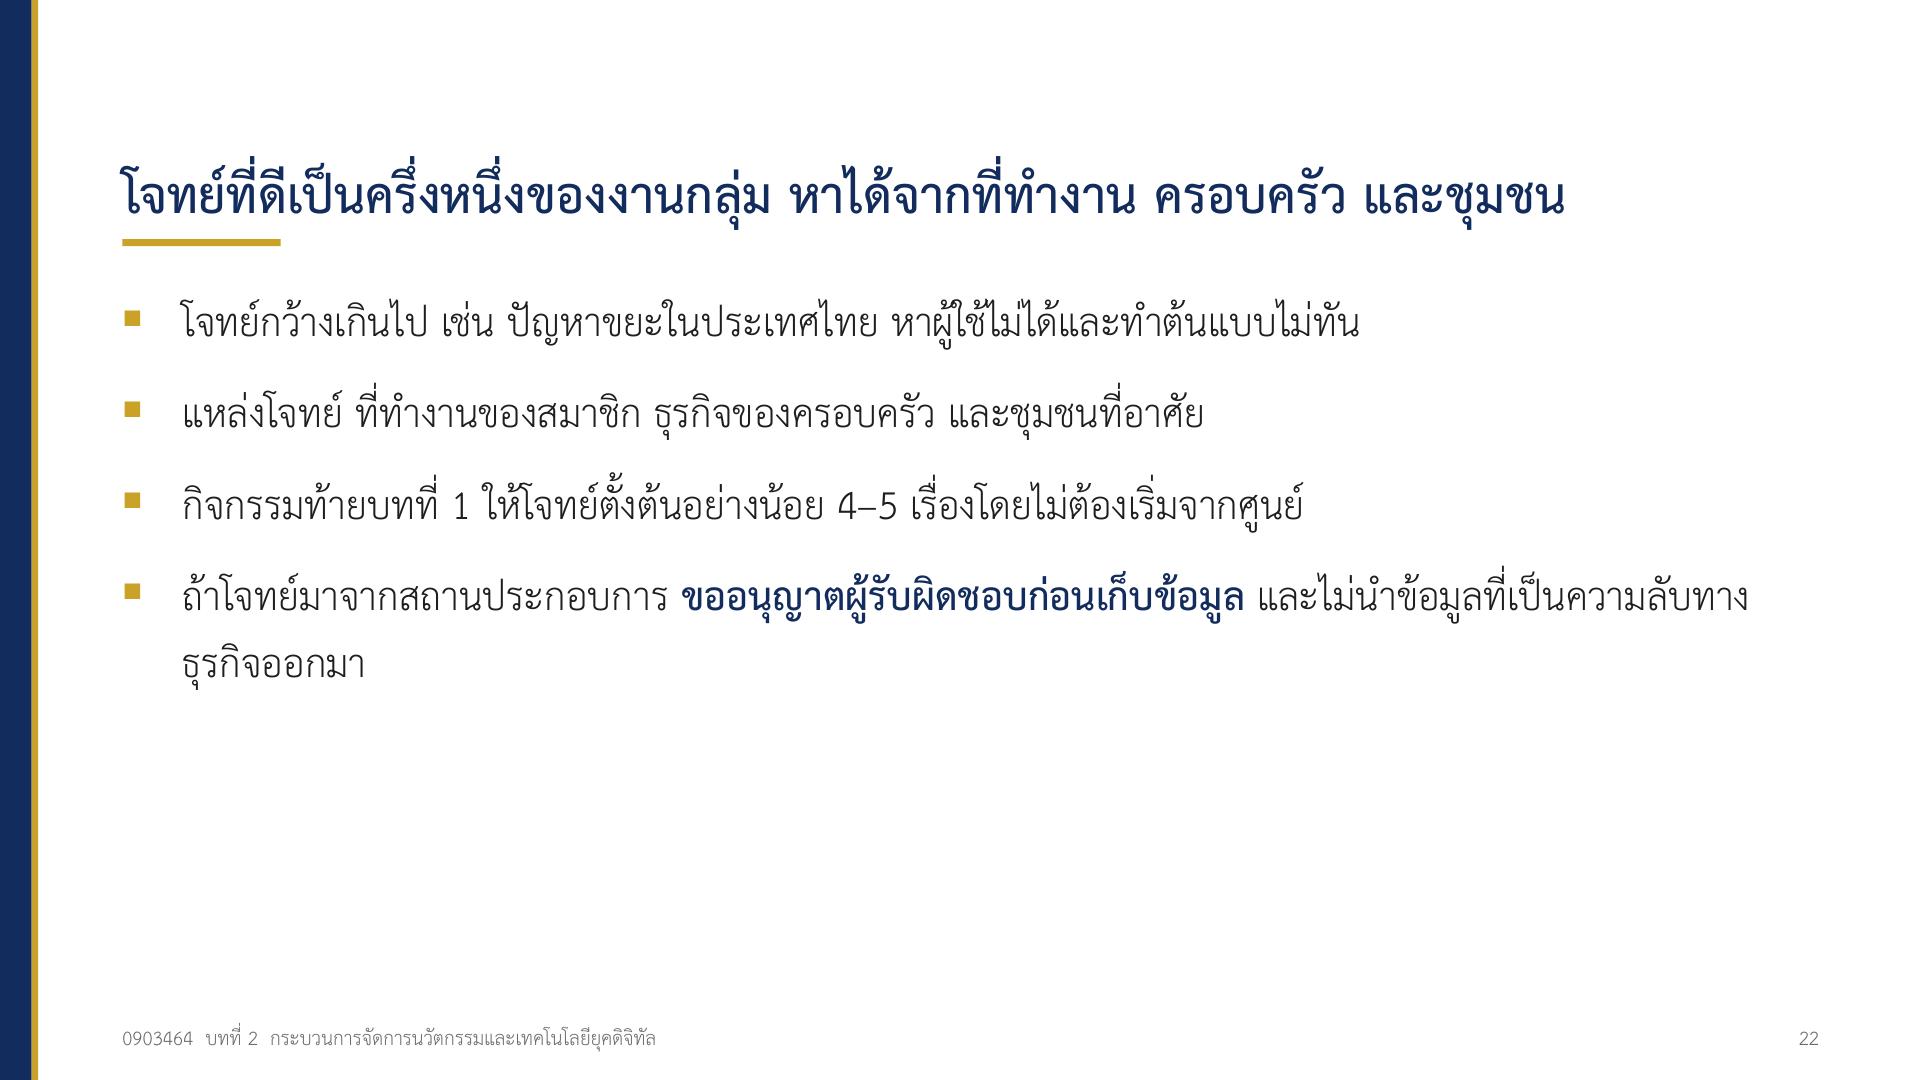 โจทย์ที่ดีเป็นครึ่งหนึ่งของงานกลุ่ม หาได้จากที่ทำงาน ครอบครัว และชุมชน
▪ โจทย์กว้างเกินไป เช่น ปัญหาขยะในประเทศไทย หาผู้ใช้ไม่ได้และทำต้นแบบไม่ทัน
▪ แหล่งโจทย์ ที่ทำงานของสมาชิก ธุรกิจของครอบครัว และชุมชนที่อาศัย
▪ กิจกรรมท้ายบทที่ 1 ให้โจทย์ตั้งต้นอย่างน้อย 4–5 เรื่องโดยไม่ต้องเริ่มจากศูนย์
▪ ถ้าโจทย์มาจากสถานประกอบการ ขออนุญาตผู้รับผิดชอบก่อนเก็บข้อมูล และไม่นำข้อมูลที่เป็นความลับทาง
ธุรกิจออกมา
0903464 บทที่ 2 กระบวนการจัดการนวัตกรรมและเทคโนโลยียุคดิจิทัล
22